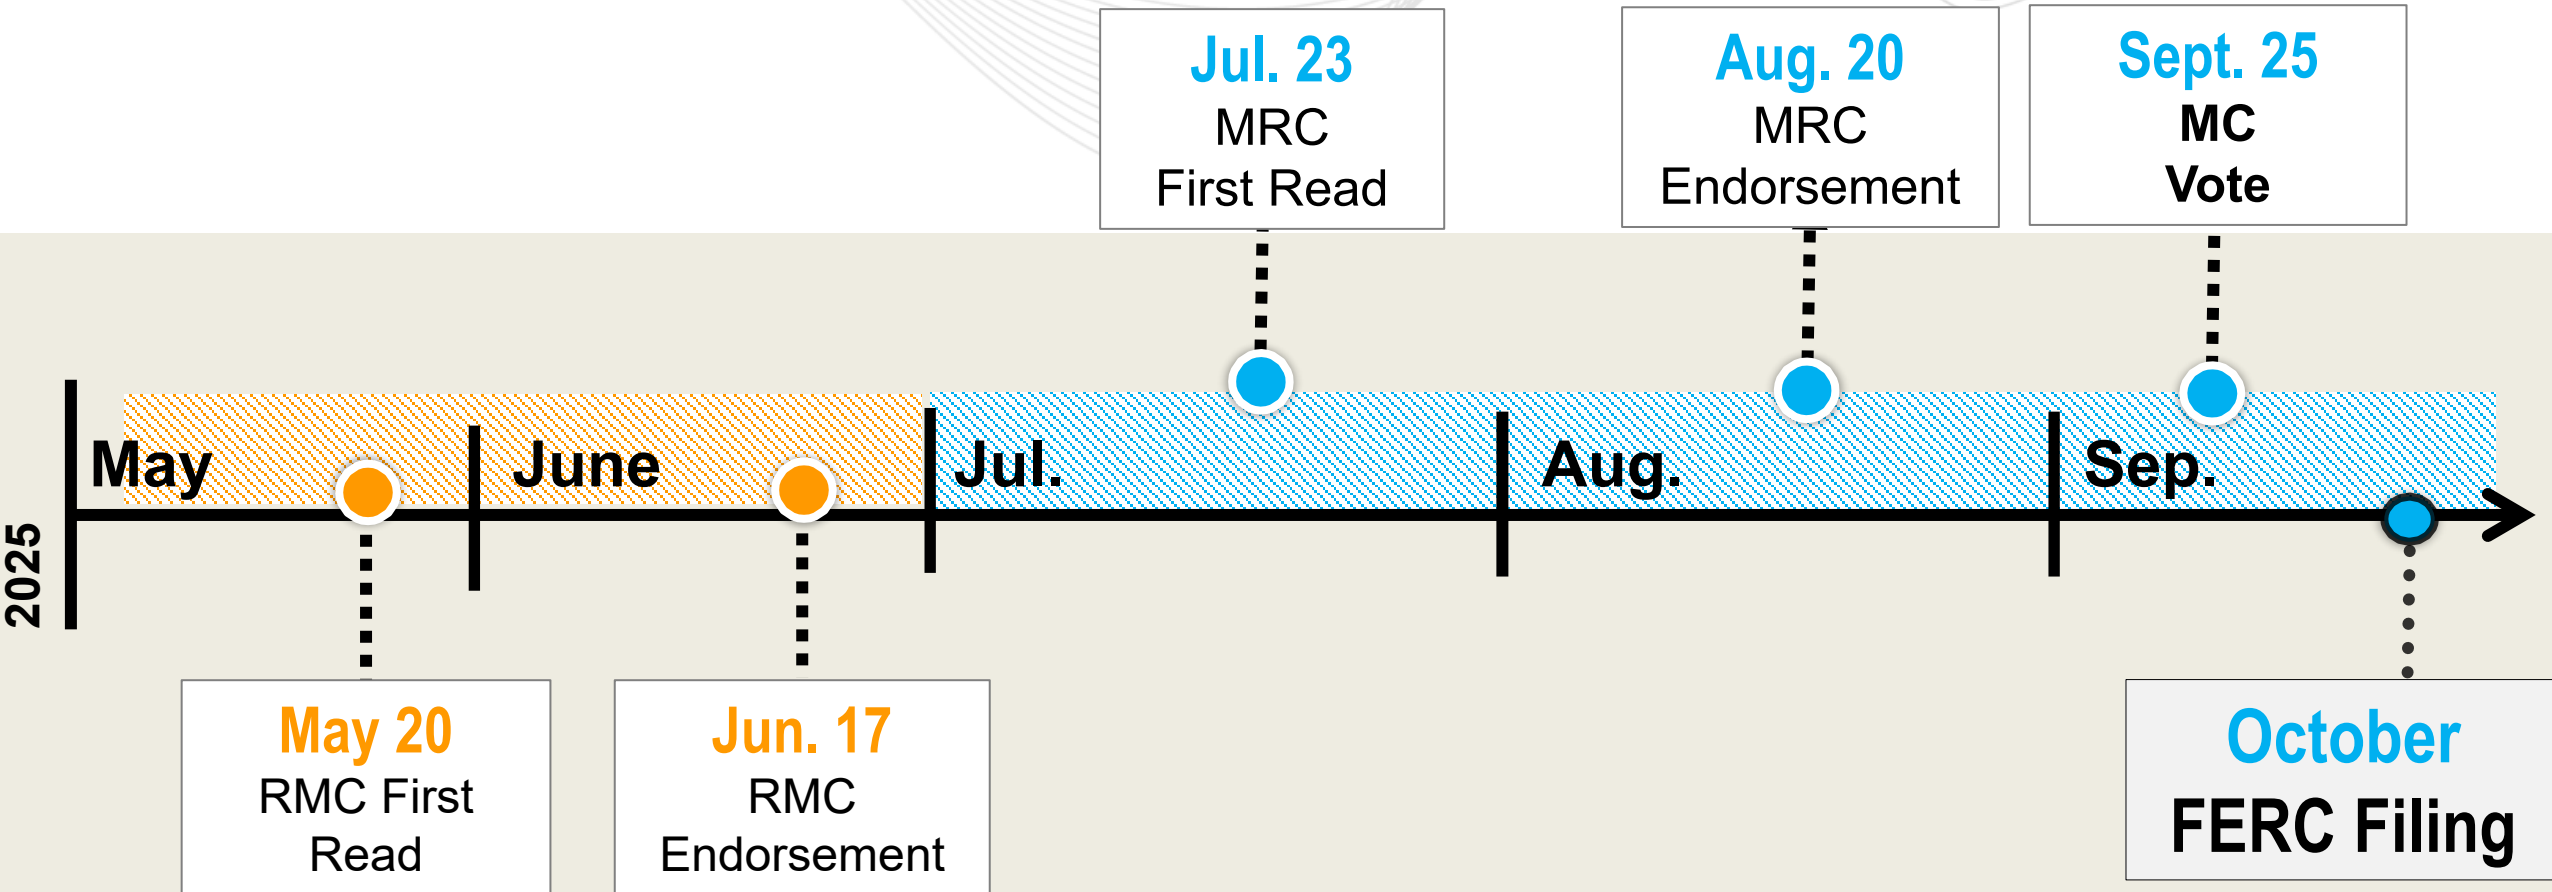 Jul. 23
MRC
First Read
Aug. 20
MRC
Endorsement
Sept. 25
MC
Vote
2025
May
June
Jul.
Aug.
Sep.
May 20
RMC First
Read
Jun. 17
RMC
Endorsement
October
FERC Filing